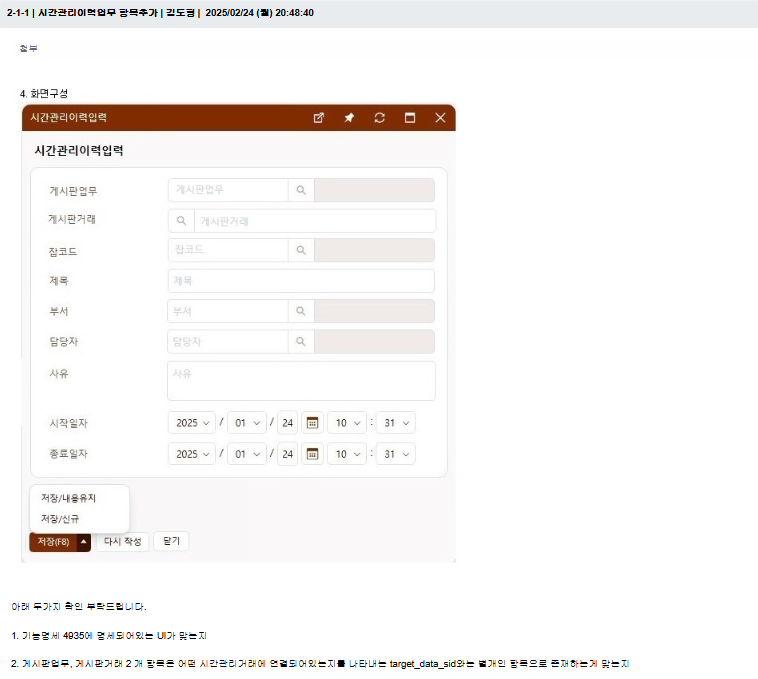 2-1-1 | 시간관리이력업무 항목추가 | 김도형 | 2025/02/24 (월) 20:48:40
첨부
4. 화면구성
시간관리이력입력
시간관리이력입력
게시판업무 게시판업무
게시판거래 게시판거래
잡코드 잡코드
제목 제목
부서 부서
담당자 담당자
사유 사유
시작일자 2025 / 01 / 24 10 : 31
종료일자 2025 / 01 / 24 10 : 31
저장/내용유지
저장/신규
저장(F8) 다시 작성 닫기
아래 두가지 확인 부탁드립니다.
1. 기능명세 4935에 명세되어있는 UI가 맞는지
2. 게시판업무, 게시판거래 2 개 항목은 어떤 시간관리거래에 연결되어있는지를 나타내는 target_data_sid와는 별개인 항목으로 존재하는게 맞는지